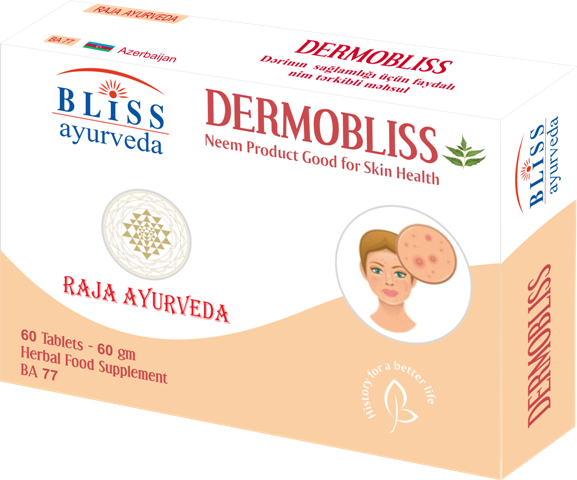 RAJA AYURVEDA
BA 77
Azerbaijan
DERMOBLISS
Dərinin sağlamlığı üçün faydalı
nim tərkibli məhsul
BLISS
ayurveda
DERMOBLISS
Neem Product Good for Skin Health
RAJA AYURVEDA
60 Tablets - 60 gm
Herbal Food Supplement
BA 77
History for a better life
BLISS
ayurveda
DERMOBLISS